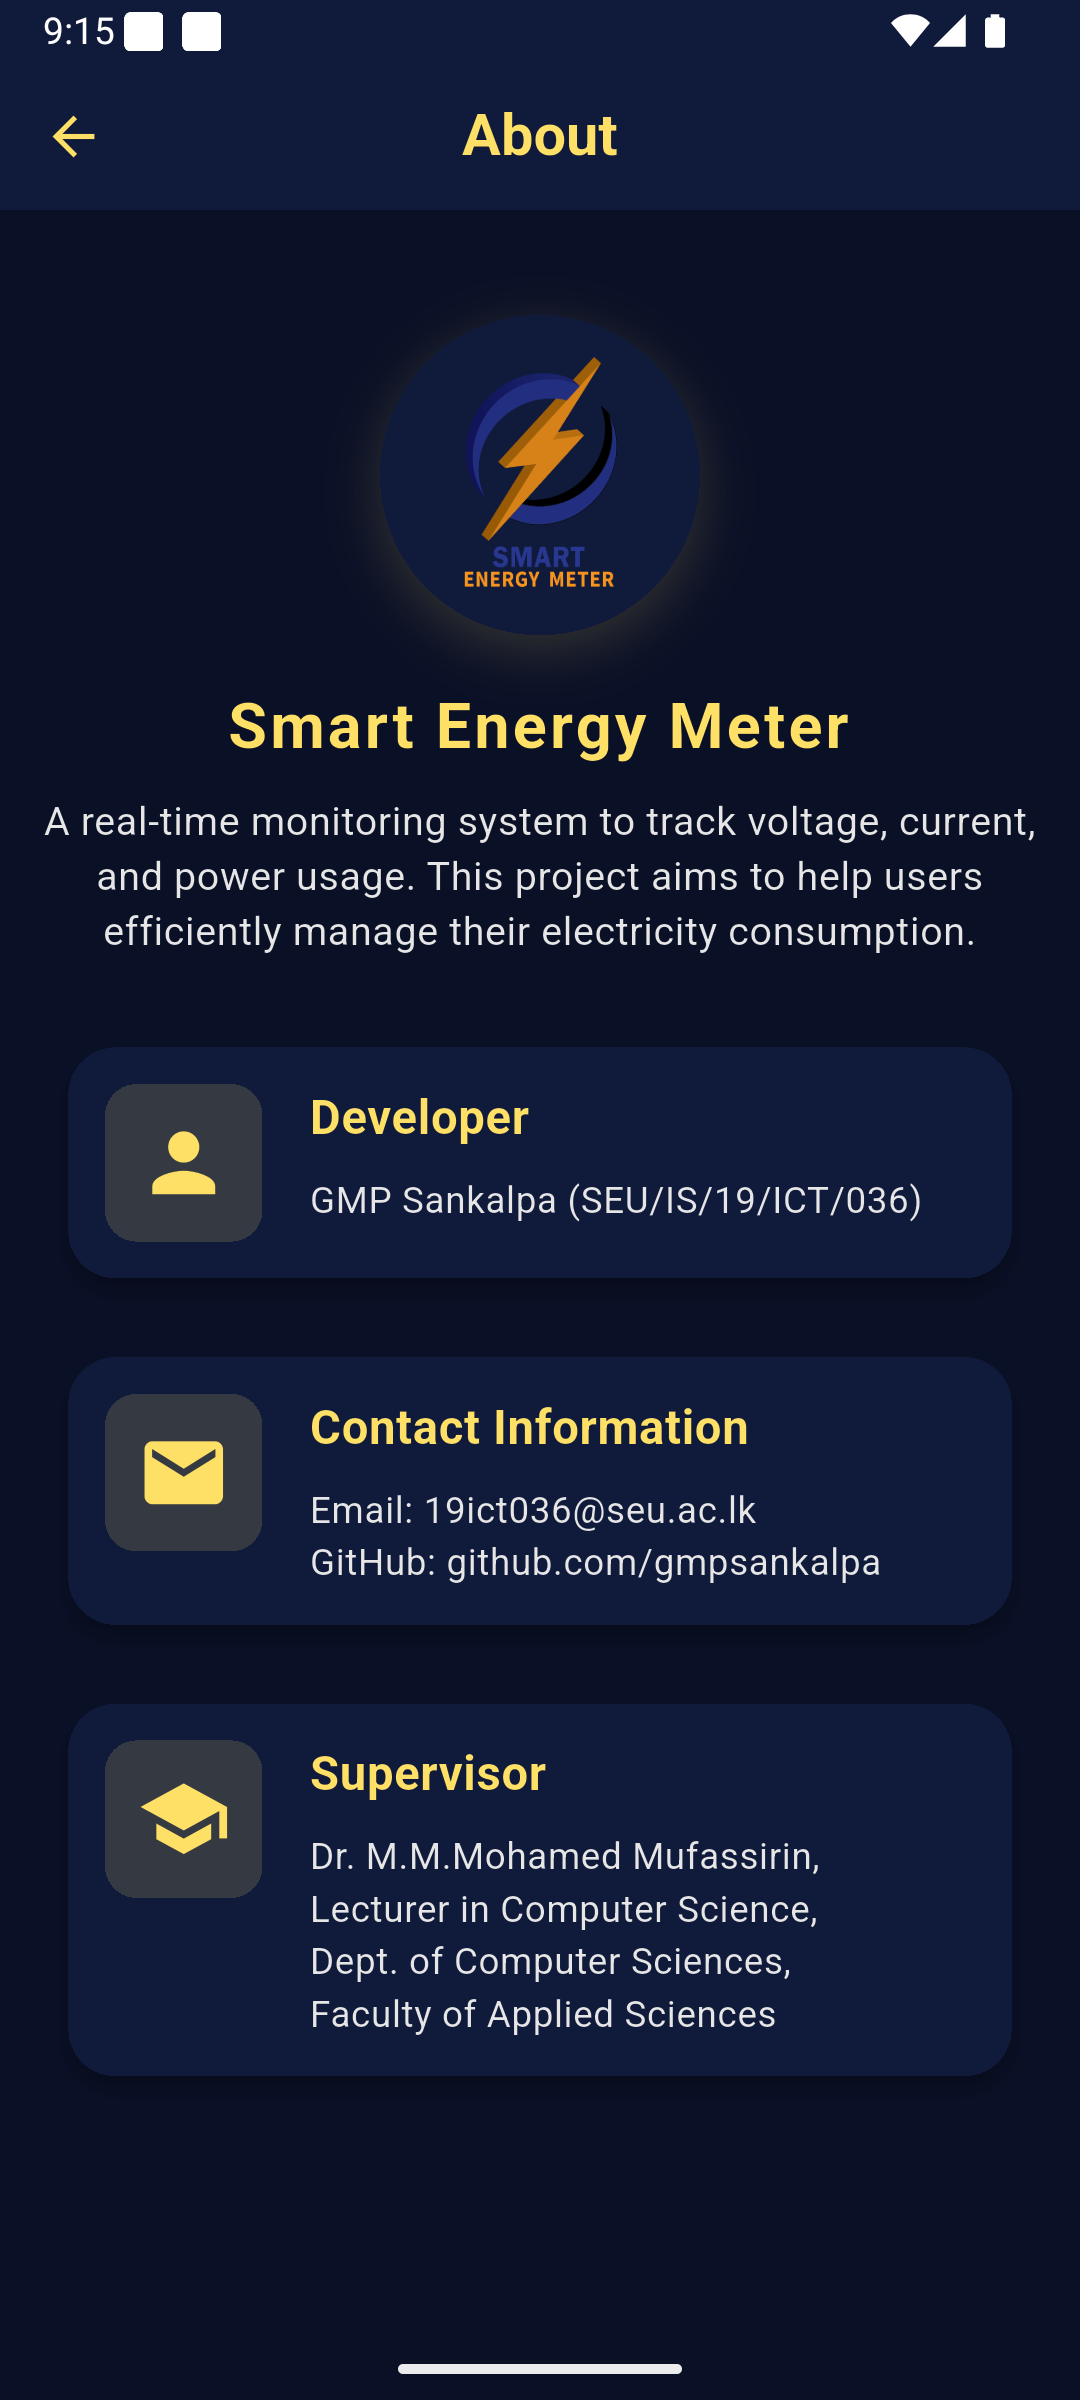 9:15
About
SMART
ENERGY METER
Smart Energy Meter
A real-time monitoring system to track voltage, current,
and power usage. This project aims to help users
efficiently manage their electricity consumption.
Developer
GMP Sankalpa (SEU/IS/19/ICT/036)
Contact Information
Email: 19ict036@seu.ac.lk
GitHub: github.com/gmpsankalpa
Supervisor
Dr. M.M.Mohamed Mufassirin,
Lecturer in Computer Science,
Dept. of Computer Sciences,
Faculty of Applied Sciences